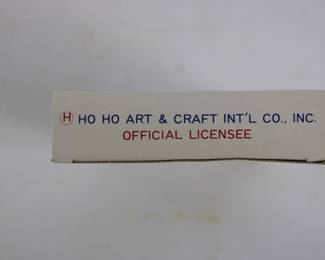 Ⓗ HO HO ART & CRAFT INT'L CO., INC.
OFFICIAL LICENSEE